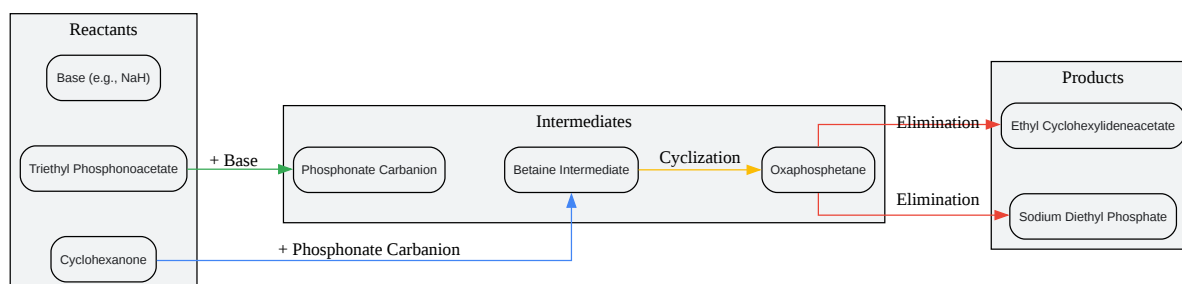 Reactants
Base (e.g., NaH)
Triethyl Phosphonoacetate
Cyclohexanone
+ Base
+ Phosphonate Carbanion
Intermediates
Phosphonate Carbanion
Betaine Intermediate
Cyclization
Oxaphosphetane
Elimination
Elimination
Products
Ethyl Cyclohexylideneacetate
Sodium Diethyl Phosphate